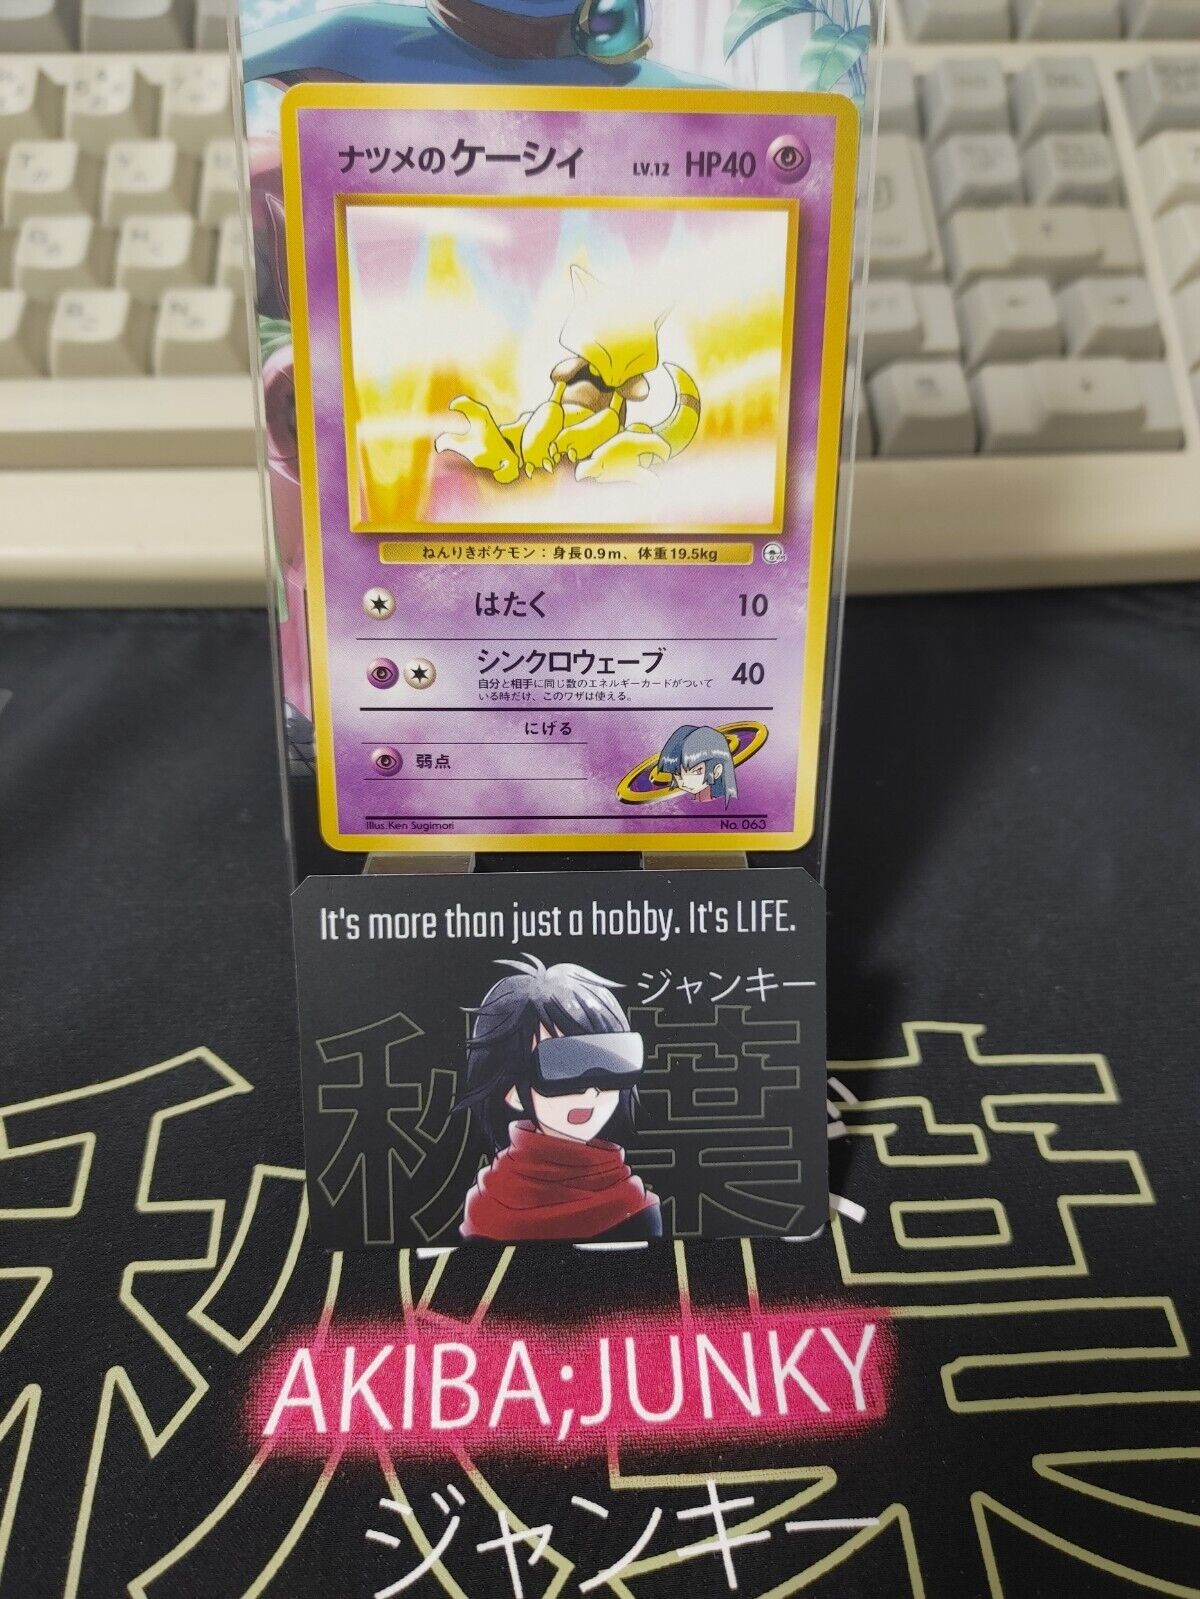 ナツメのケーシィ LV.12 HP40
ねんりきポケモン：身長0.9m、体重19.5kg
はたく 10
シンクロウェーブ 40
自分と相手に同じ数のエネルギーカードがついて
いる時だけ、このワザは使える。
にげる
弱点
Illus.Ken Sugimori No. 063
It's more than just a hobby. It's LIFE.
ジャンキー
秋葉
秋葉
AKIBA;JUNKY
ジャンキー